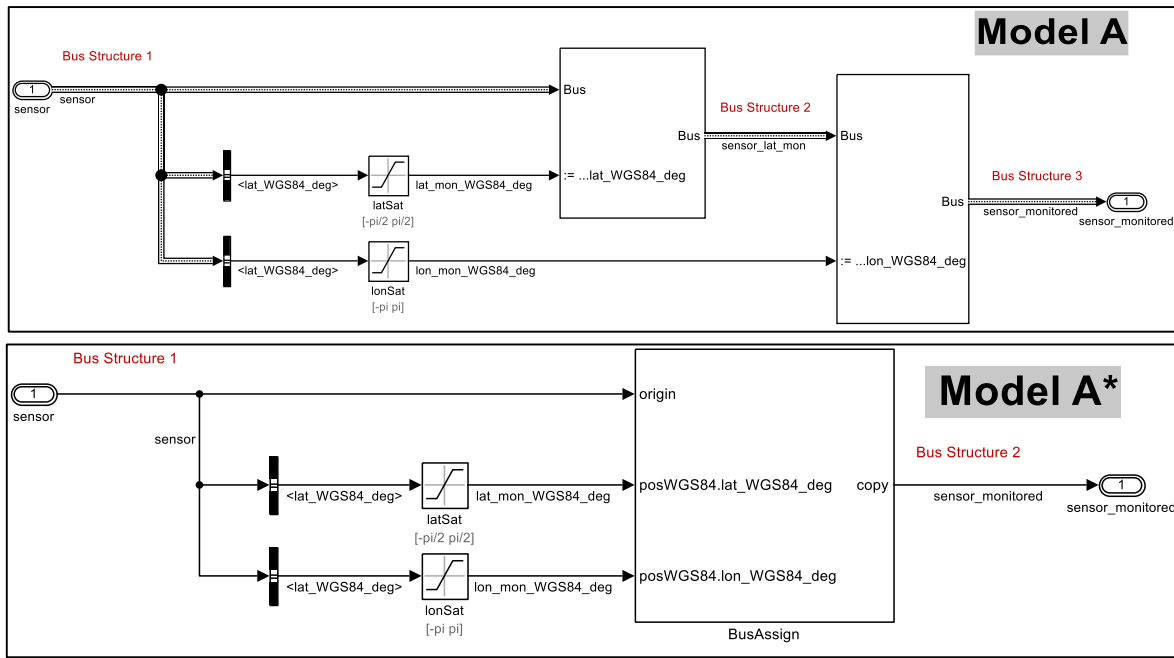 Model A
Bus Structure 1
1
sensor
sensor
Bus
Bus
:= ...lat_WGS84_deg
Bus Structure 2
sensor_lat_mon
<lat_WGS84_deg>
latSat
[-pi/2 pi/2]
lat_mon_WGS84_deg
<lat_WGS84_deg>
lonSat
[-pi pi]
lon_mon_WGS84_deg
Bus
Bus
:= ...lon_WGS84_deg
Bus Structure 3
sensor_monitored
1
sensor_monitored
Model A*
Bus Structure 1
1
sensor
sensor
origin
<lat_WGS84_deg>
latSat
[-pi/2 pi/2]
lat_mon_WGS84_deg
posWGS84.lat_WGS84_deg
copy
<lat_WGS84_deg>
lonSat
[-pi pi]
lon_mon_WGS84_deg
posWGS84.lon_WGS84_deg
BusAssign
Bus Structure 2
sensor_monitored
1
sensor_monitored